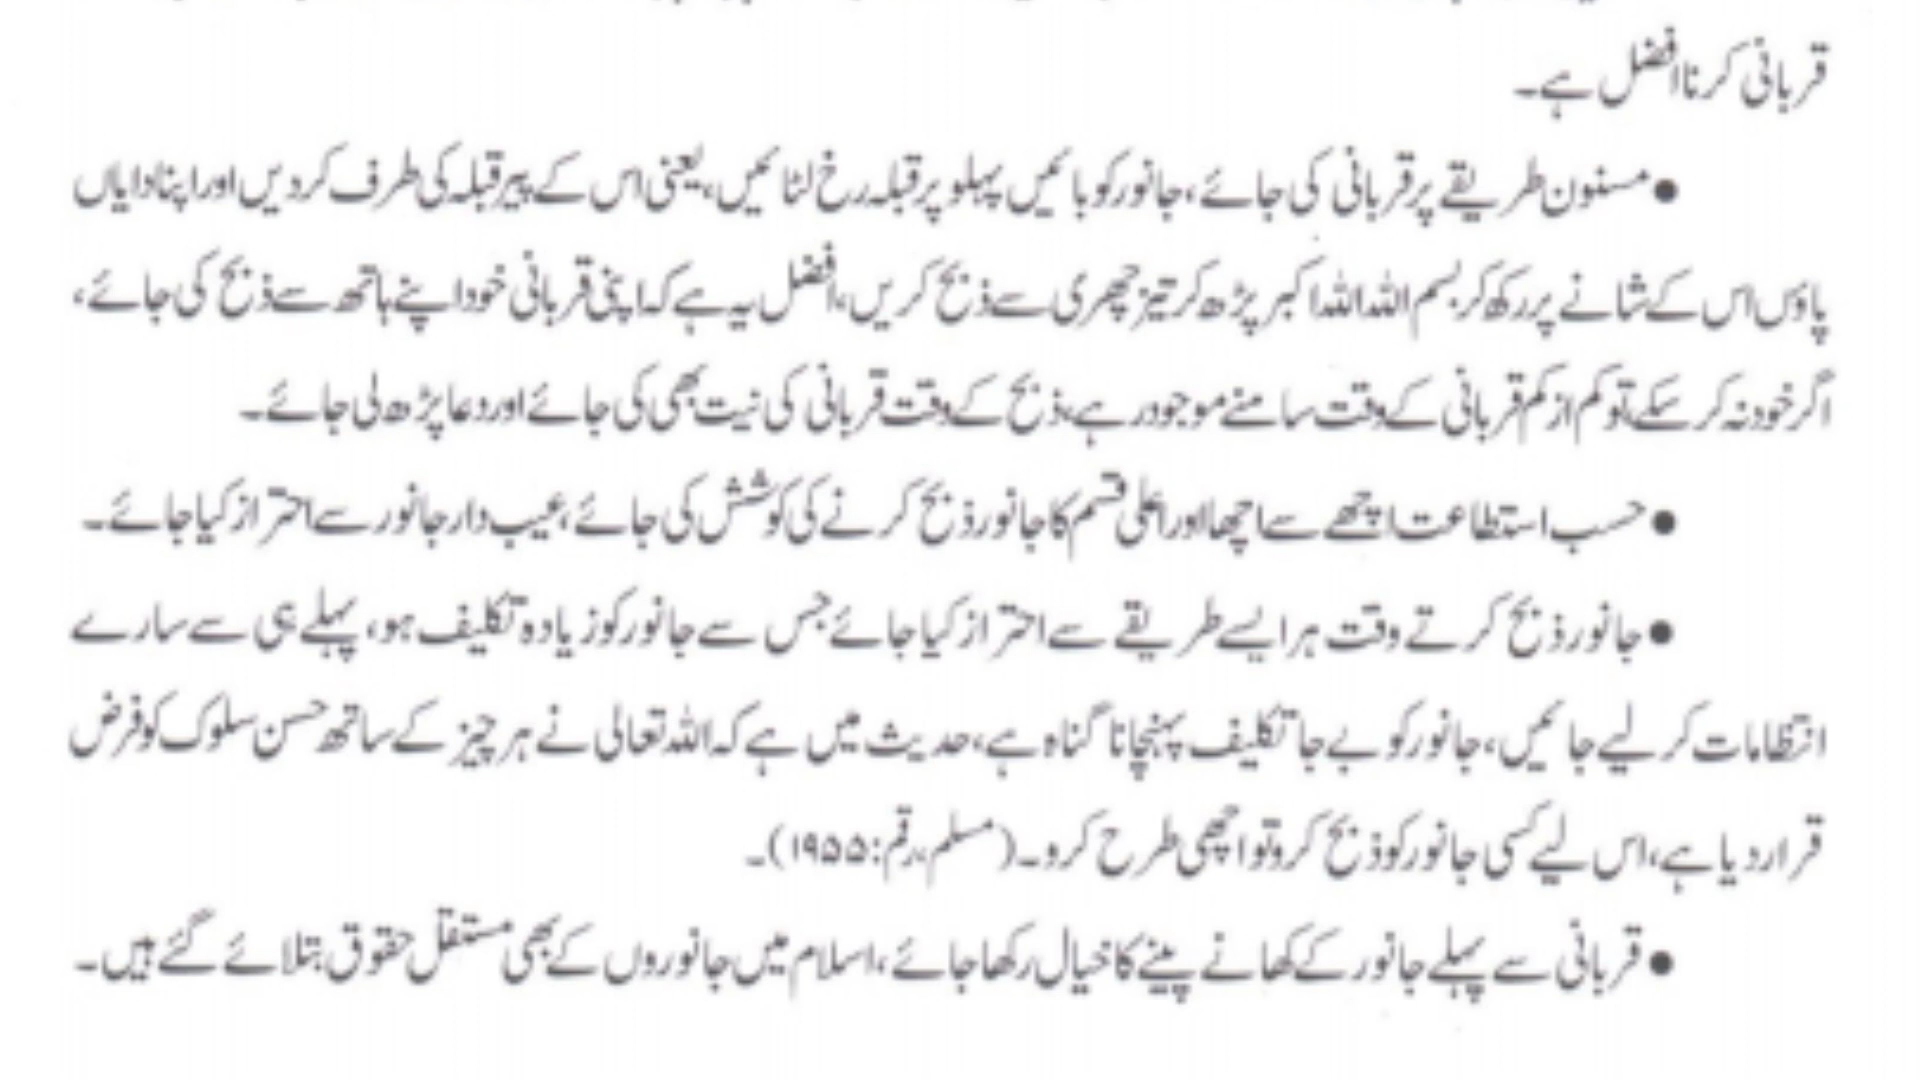 قربانی کرنا افضل ہے۔
● مسنون طریقے پر قربانی کی جائے، جانور کو بائیں پہلو پر قبلہ رخ لٹائیں، یعنی اس کے پیر قبلہ کی طرف کردیں اور اپنا دایاں
پاؤں اس کے شانے پر رکھ کر بسم اللہ اللہ اکبر پڑھ کر تیز چھری سے ذبح کریں، افضل یہ ہے کہ اپنی قربانی خود اپنے ہاتھ سے ذبح کی جائے،
اگر خود نہ کر سکے تو کم از کم قربانی کے وقت سامنے موجود رہے، ذبح کے وقت قربانی کی نیت بھی کی جائے اور دعا پڑھ لی جائے۔
● حسب استطاعت اچھے سے اچھا اور اعلی قسم کا جانور ذبح کرنے کی کوشش کی جائے، عیب دار جانور سے احتراز کیا جائے۔
● جانور ذبح کرتے وقت ہر ایسے طریقے سے احتراز کیا جائے جس سے جانور کو زیادہ تکلیف ہو، پہلے ہی سے سارے
انتظامات کر لیے جائیں، جانور کو بے جا تکلیف پہنچانا گناہ ہے، حدیث میں ہے کہ اللہ تعالی نے ہر چیز کے ساتھ حسن سلوک کو فرض
قرار دیا ہے، اس لیے کسی جانور کو ذبح کرو تو اچھی طرح کرو۔ (مسلم، رقم: ۱۹۵۵)۔
● قربانی سے پہلے جانور کے کھانے پینے کا خیال رکھا جائے، اسلام میں جانوروں کے بھی مستقل حقوق بتلائے گئے ہیں۔